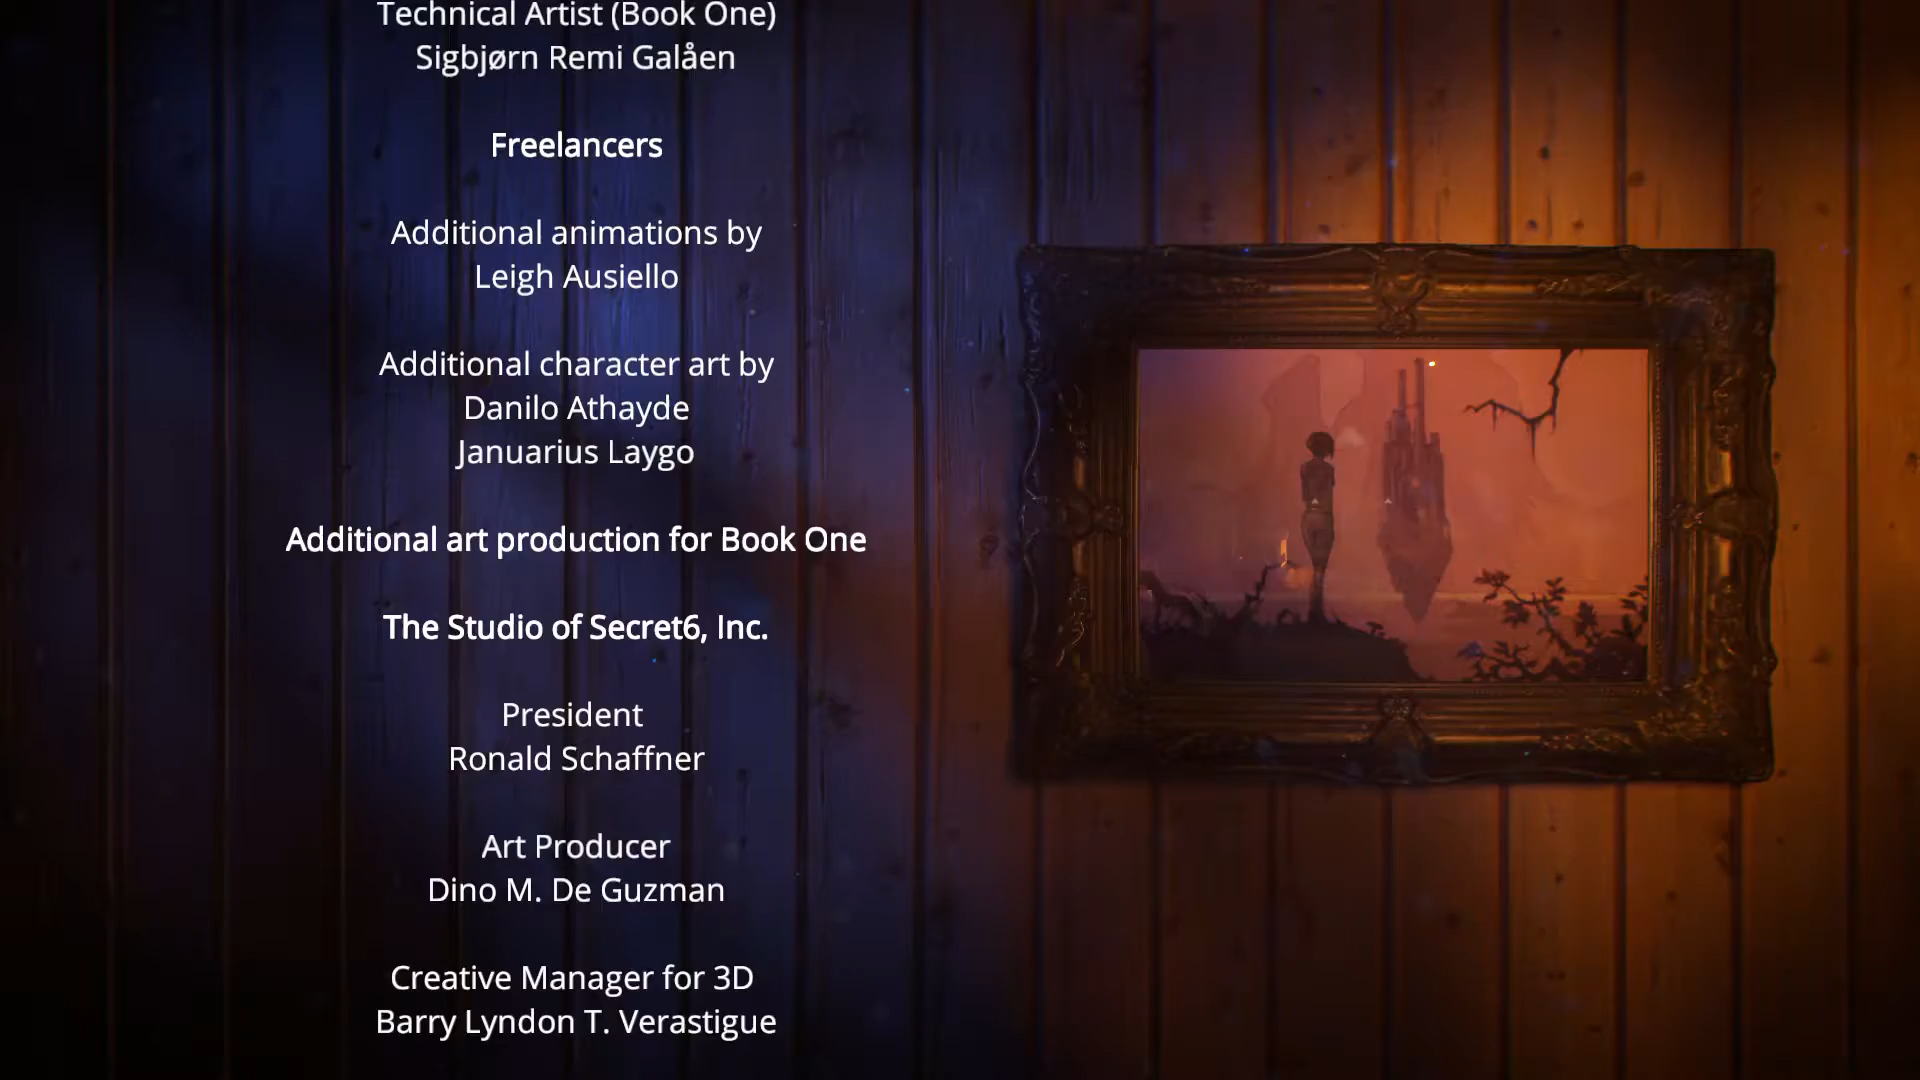 Technical Artist (Book One)
Sigbjørn Remi Galåen
Freelancers
Additional animations by
Leigh Ausiello
Additional character art by
Danilo Athayde
Januarius Laygo
Additional art production for Book One
The Studio of Secret6, Inc.
President
Ronald Schaffner
Art Producer
Dino M. De Guzman
Creative Manager for 3D
Barry Lyndon T. Verastigue